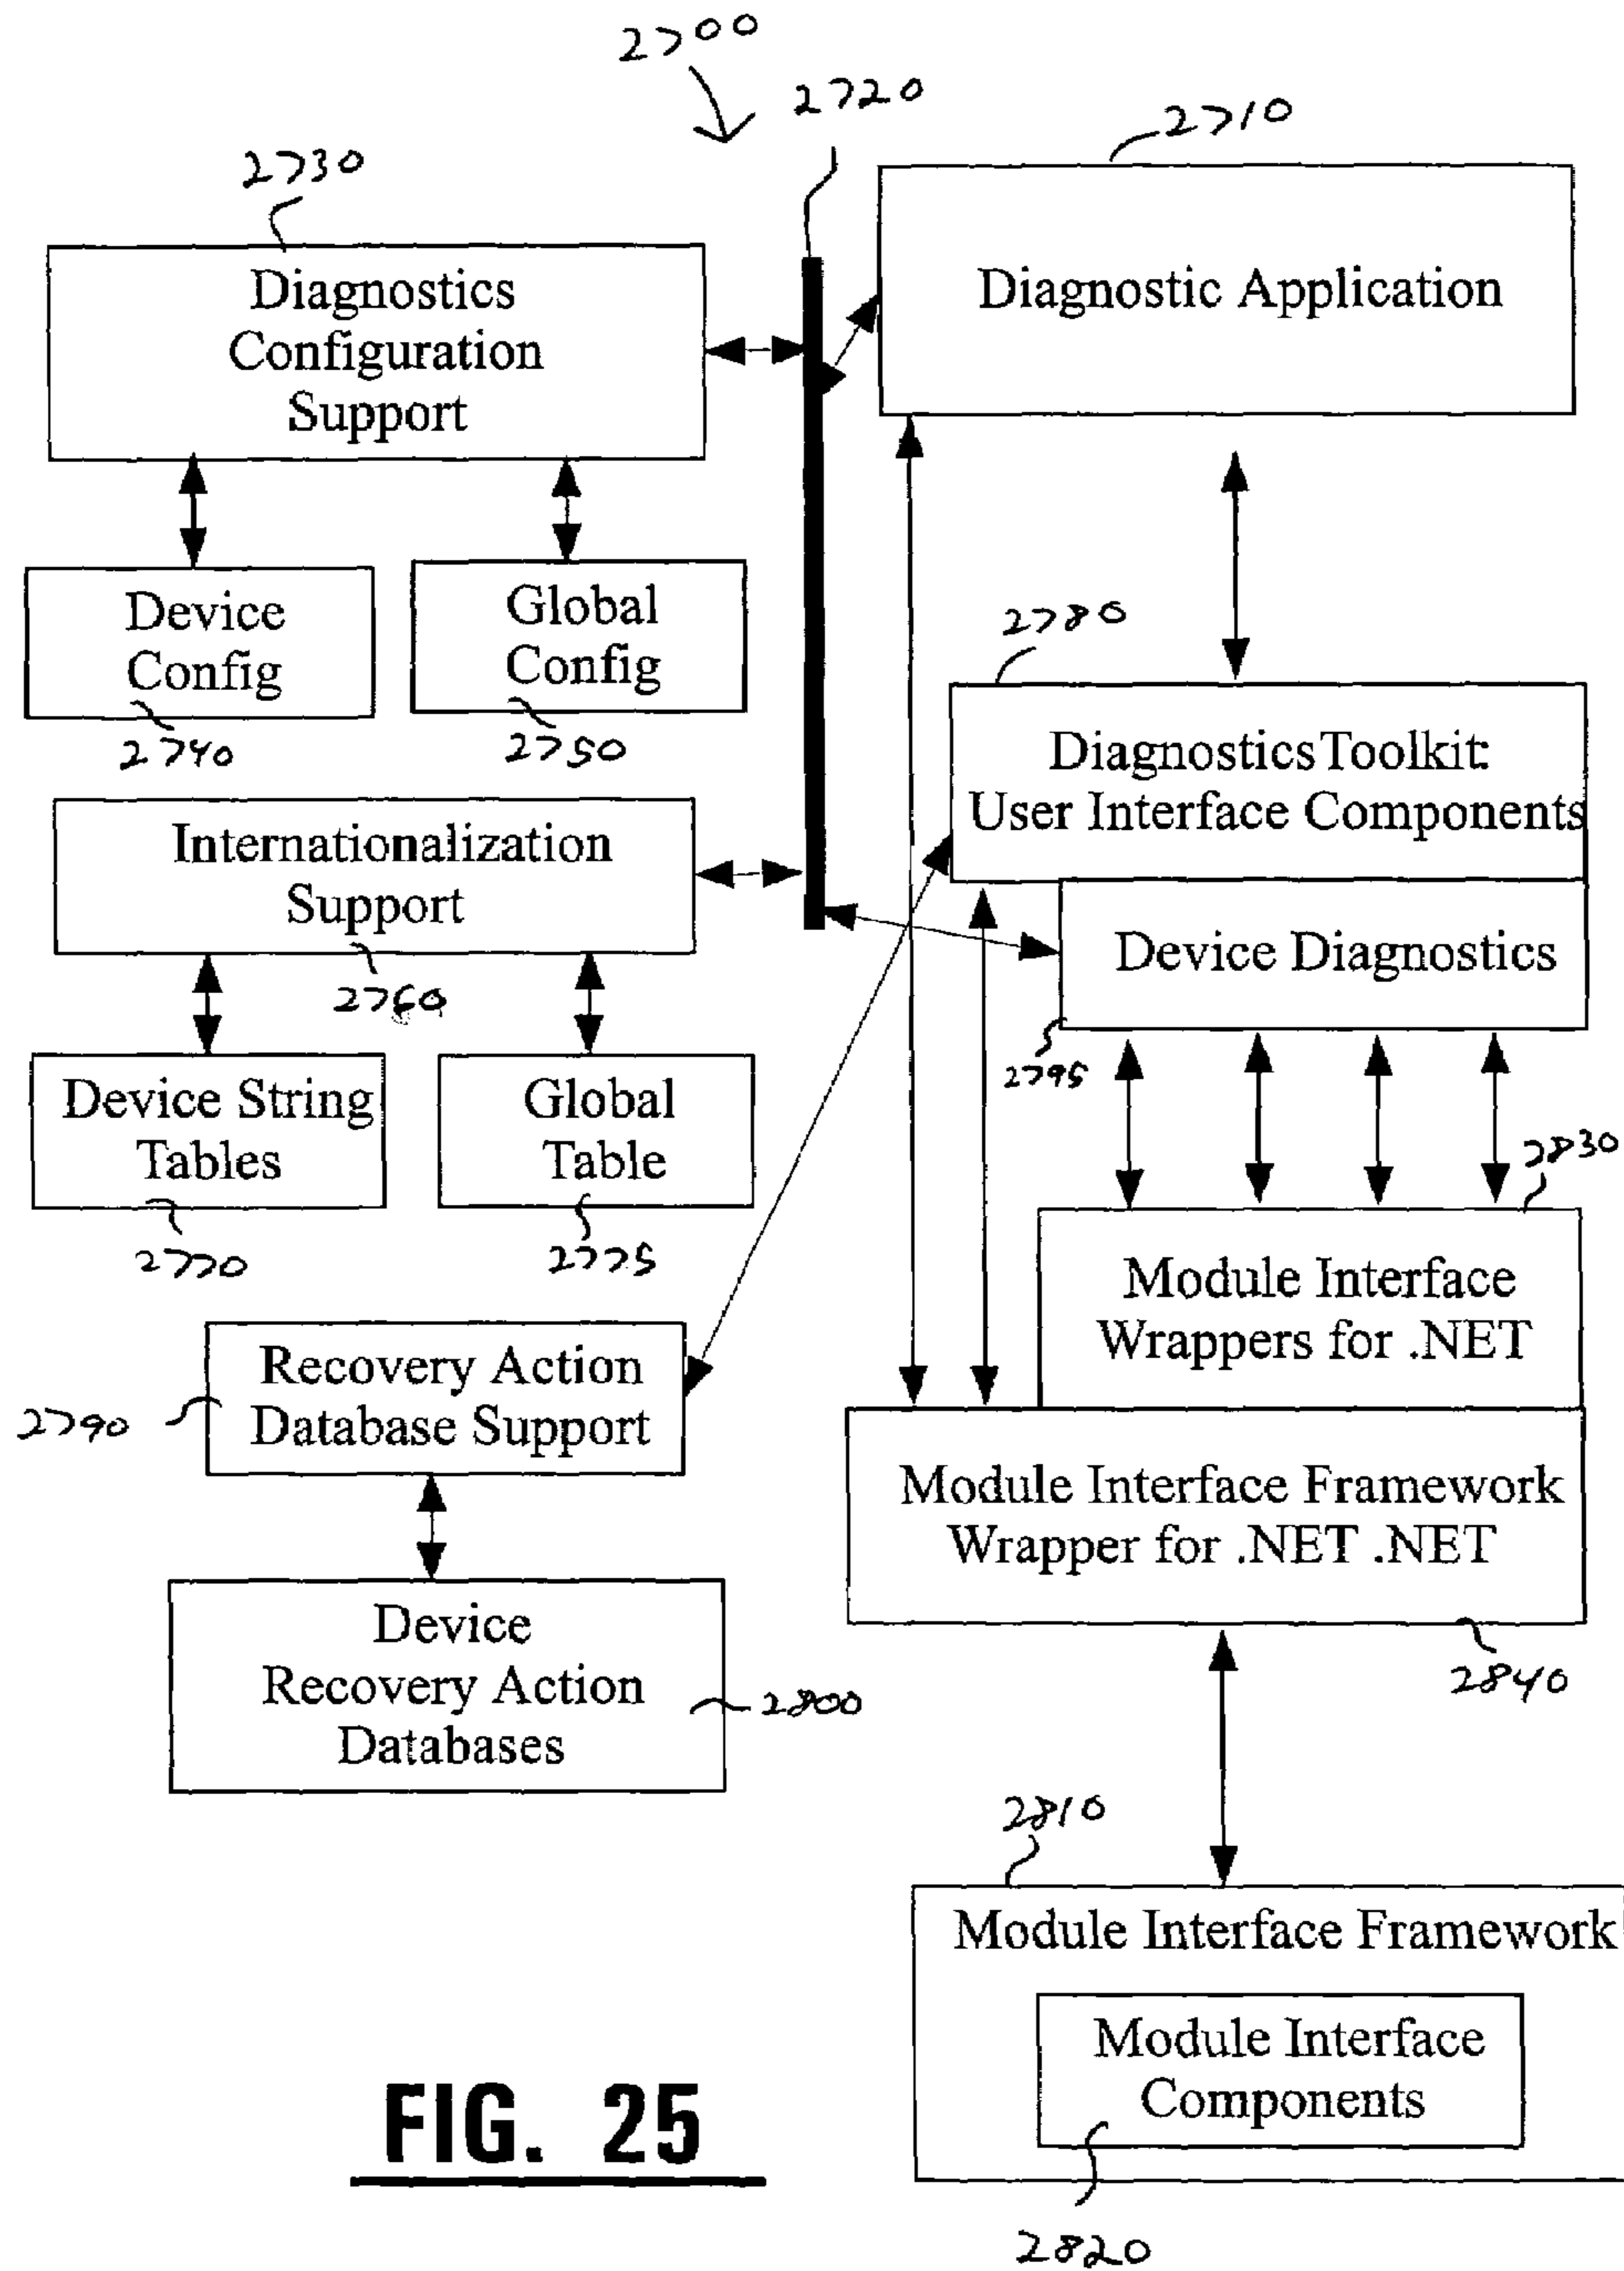 2700
2720
2710
2730
Diagnostics
Configuration
Support
Diagnostic Application
Device
Config
2740
Global
Config
2750
2780
DiagnosticsToolkit:
User Interface Components
Internationalization
Support
2760
Device Diagnostics
2795
Device String
Tables
2770
Global
Table
2775
2830
Module Interface
Wrappers for .NET
Recovery Action
Database Support
2790
Module Interface Framework
Wrapper for .NET .NET
2840
Device
Recovery Action
Databases
2800
2810
Module Interface Framework
Module Interface
Components
2820
FIG. 25